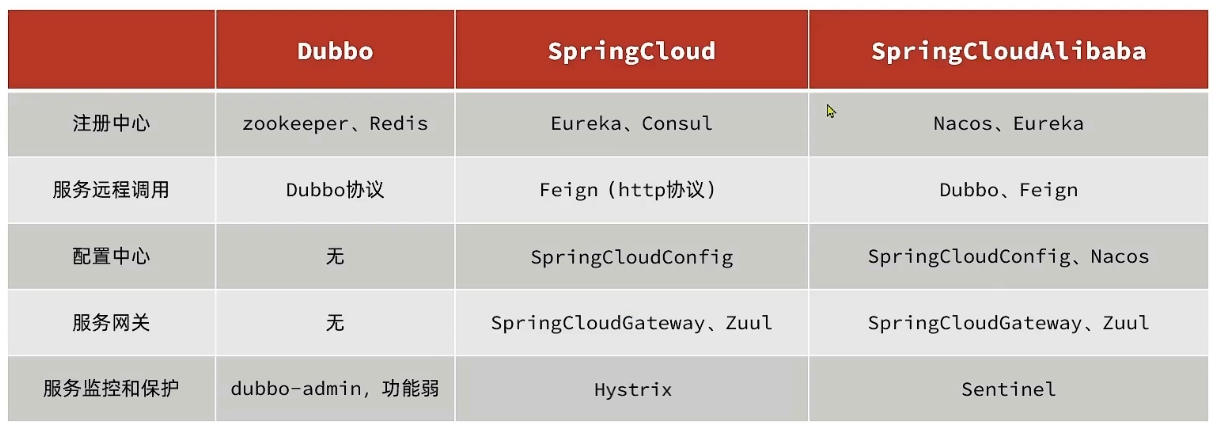 Dubbo SpringCloud SpringCloudAlibaba
注册中心 zookeeper、Redis Eureka、Consul Nacos、Eureka
服务远程调用 Dubbo协议 Feign（http协议） Dubbo、Feign
配置中心 无 SpringCloudConfig SpringCloudConfig、Nacos
服务网关 无 SpringCloudGateway、Zuul SpringCloudGateway、Zuul
服务监控和保护 dubbo-admin，功能弱 Hystrix Sentinel